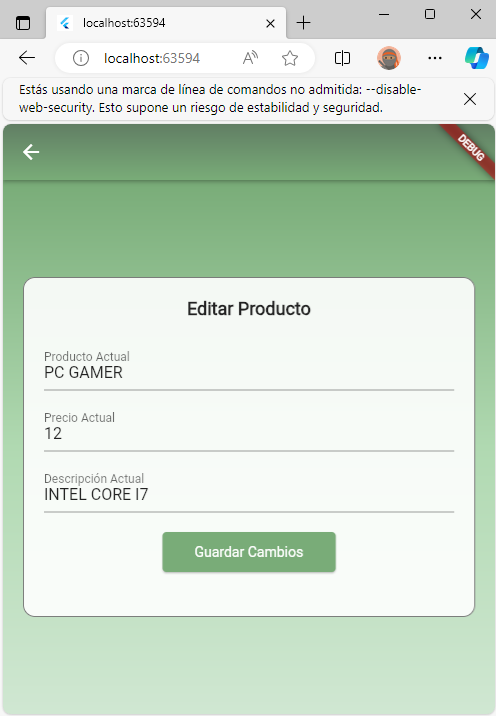 localhost:63594
localhost:63594
Estás usando una marca de línea de comandos no admitida: --disable-
web-security. Esto supone un riesgo de estabilidad y seguridad.
DEBUG
Editar Producto
Producto Actual
PC GAMER
Precio Actual
12
Descripción Actual
INTEL CORE I7
Guardar Cambios